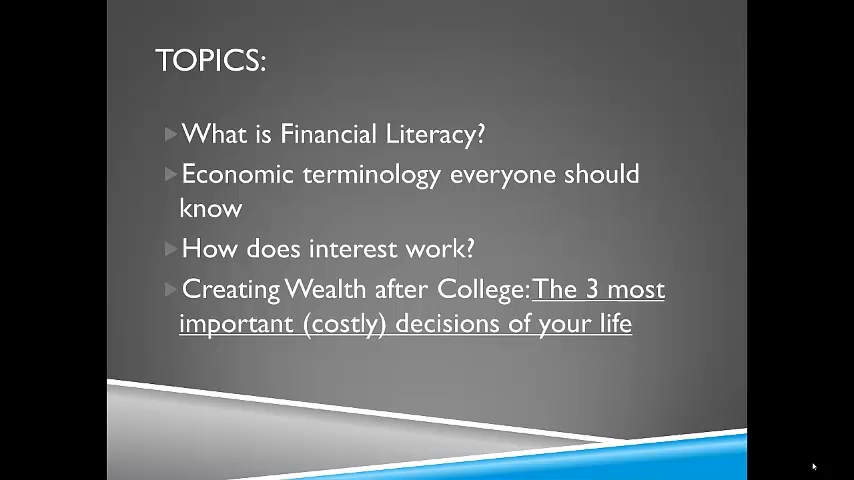 TOPICS:
What is Financial Literacy?
Economic terminology everyone should
know
How does interest work?
Creating Wealth after College: The 3 most
important (costly) decisions of your life